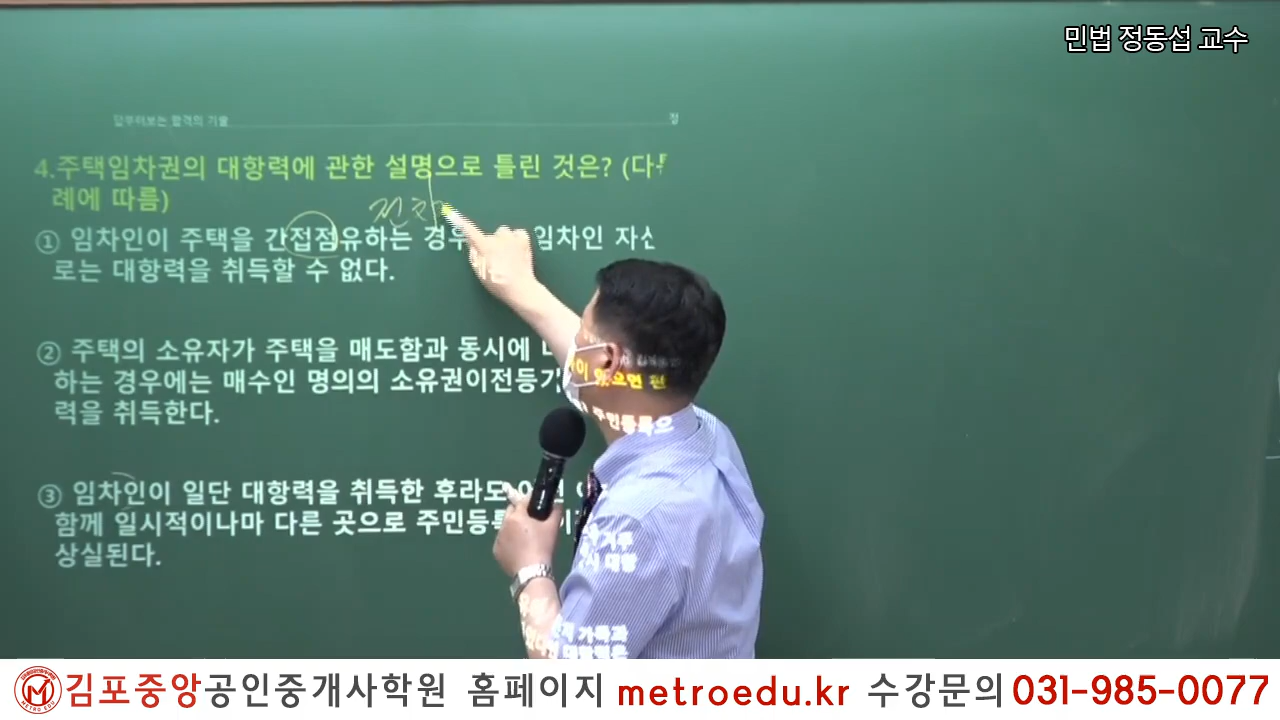 민법 정동섭 교수
4.주택임차권의 대항력에 관한 설명으로 틀린 것은? (다
례에 따름)
전차
① 임차인이 주택을 간접점유하는 경우 임차인 자신
로는 대항력을 취득할 수 없다.
② 주택의 소유자가 주택을 매도함과 동시에
하는 경우에는 매수인 명의의 소유권이전등기
력을 취득한다.
③ 임차인이 일단 대항력을 취득한 후라도
함께 일시적이나마 다른 곳으로 주민등록
상실된다.
김포중앙공인중개사학원 홈페이지 metroedu.kr 수강문의 031-985-0077